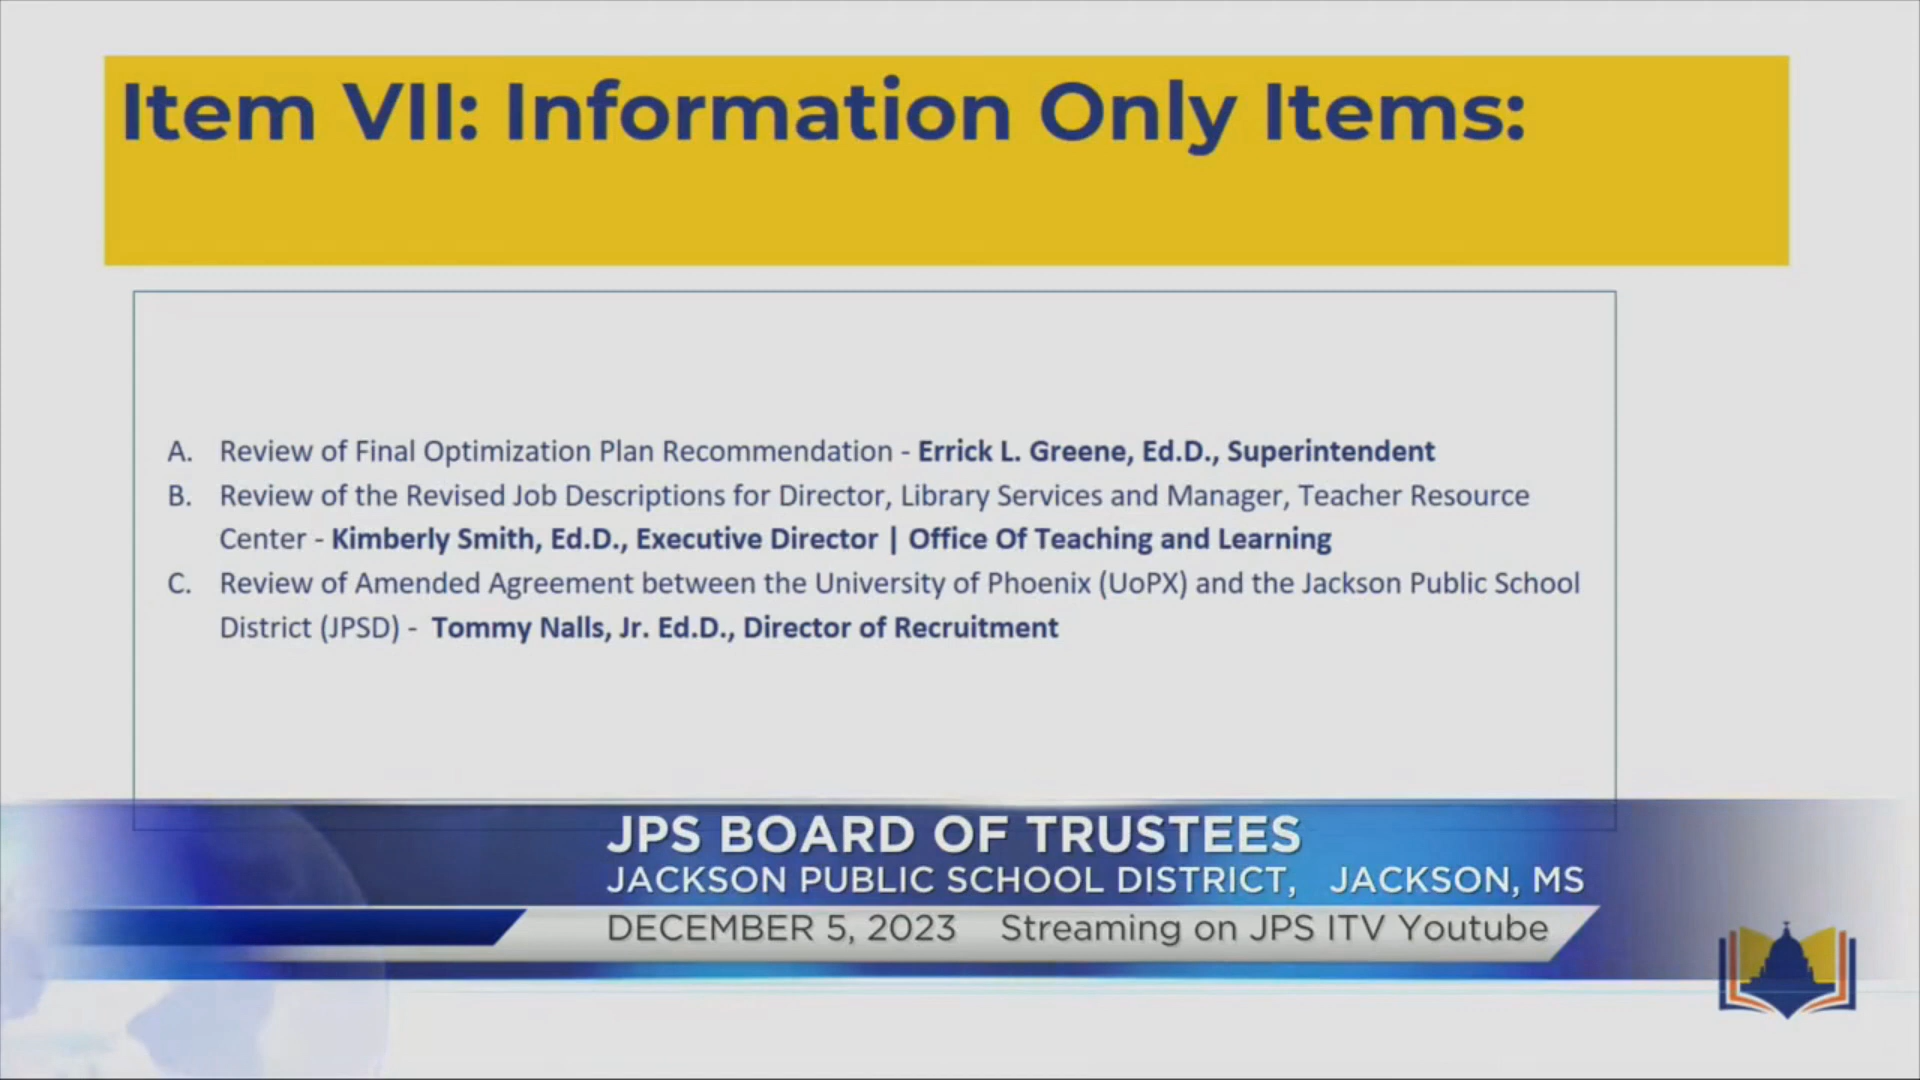 Item VII: Information Only Items:
A. Review of Final Optimization Plan Recommendation - Errick L. Greene, Ed.D., Superintendent
B. Review of the Revised Job Descriptions for Director, Library Services and Manager, Teacher Resource
Center - Kimberly Smith, Ed.D., Executive Director | Office Of Teaching and Learning
C. Review of Amended Agreement between the University of Phoenix (UoPX) and the Jackson Public School
District (JPSD) - Tommy Nalls, Jr. Ed.D., Director of Recruitment
JPS BOARD OF TRUSTEES
JACKSON PUBLIC SCHOOL DISTRICT, JACKSON, MS
DECEMBER 5, 2023 Streaming on JPS ITV Youtube